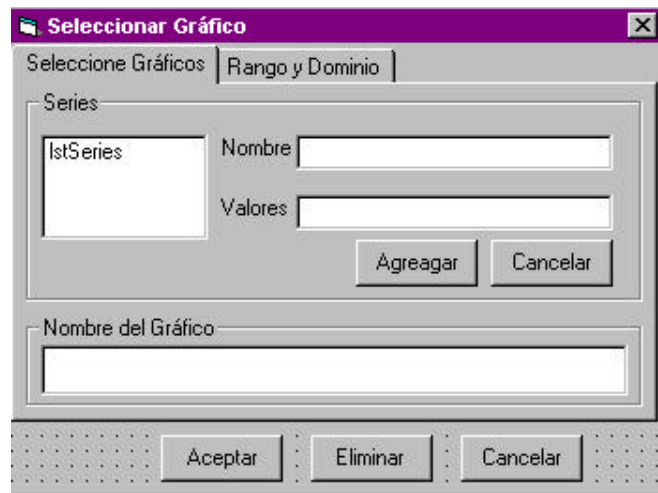 Seleccionar Gráfico
Seleccione Gráficos Rango y Dominio
Series
lstSeries Nombre
Valores
Agreagar Cancelar
Nombre del Gráfico
Aceptar Eliminar Cancelar